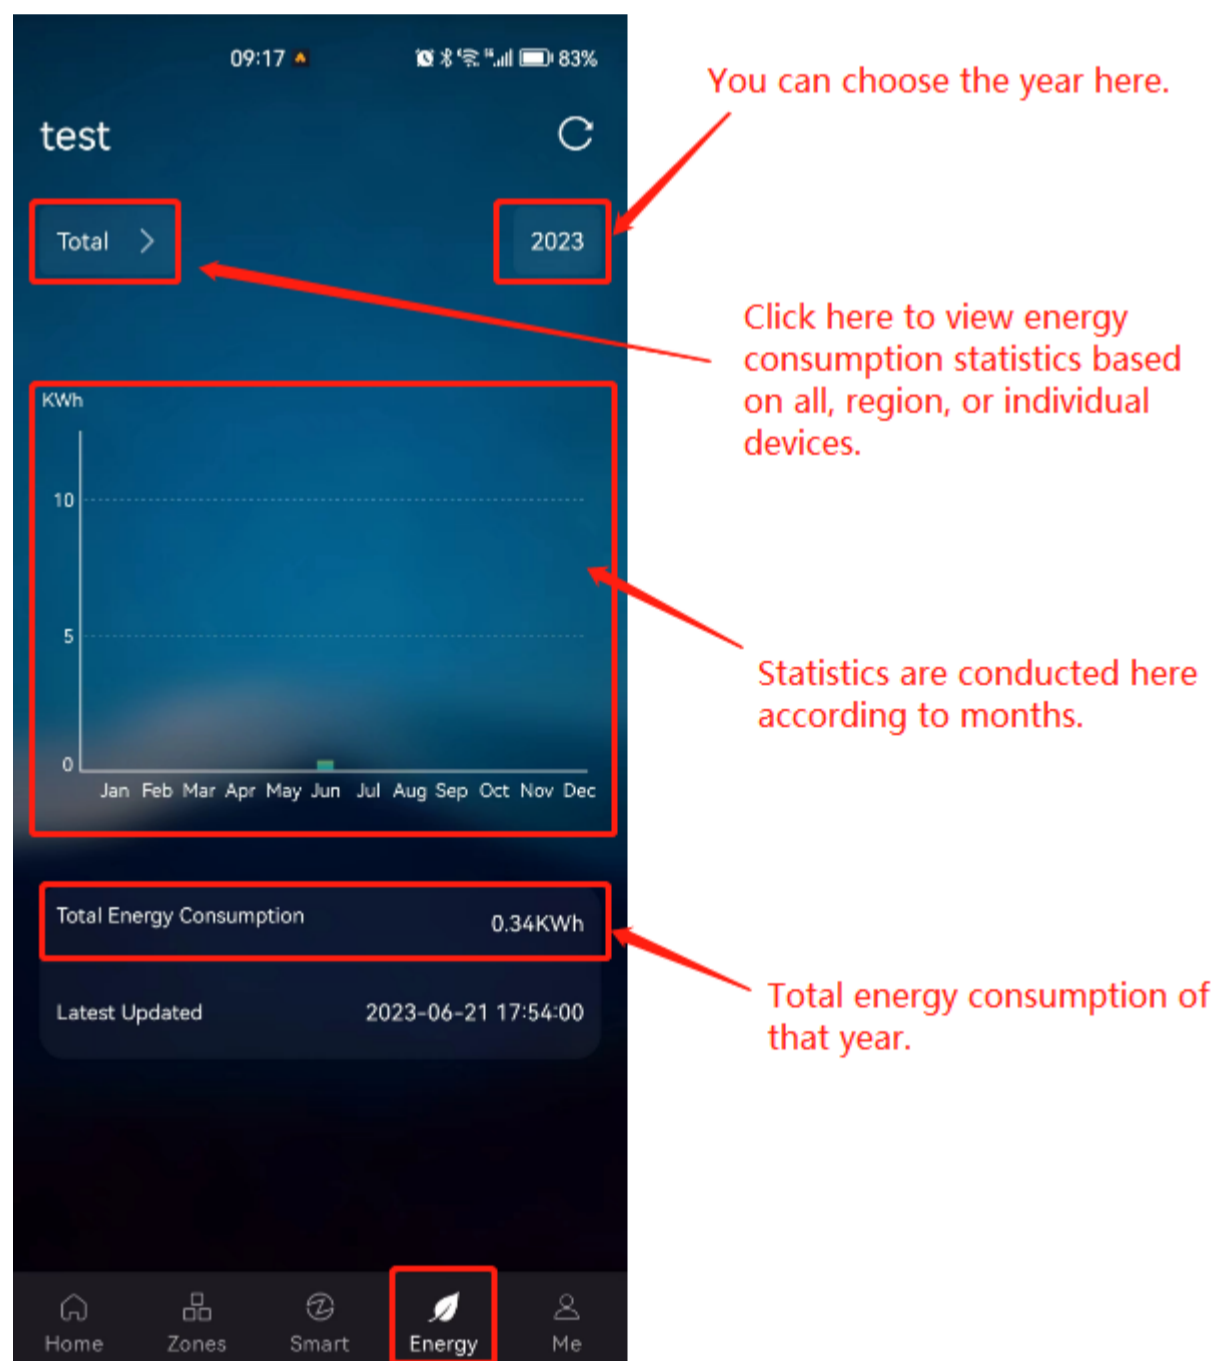 09:17
83%
You can choose the year here.
test
Total
2023
Click here to view energy
consumption statistics based
on all, region, or individual
devices.
KWh
10
5
0
Jan Feb Mar Apr May Jun Jul Aug Sep Oct Nov Dec
Statistics are conducted here
according to months.
Total Energy Consumption 0.34KWh
Latest Updated 2023-06-21 17:54:00
Total energy consumption of
that year.
Home Zones Smart Energy Me